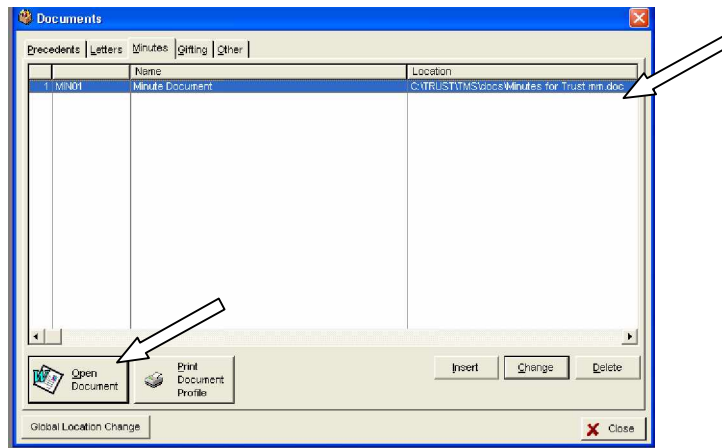 Documents
Precedents Letters Minutes Gifting Other
Name Location
1 MIN01 Minute Document C:\TRUST\TMS\docs\Minutes for Trust mm.doc
Open
Document
Print
Document
Profile
Insert Change Delete
Global Location Change Close